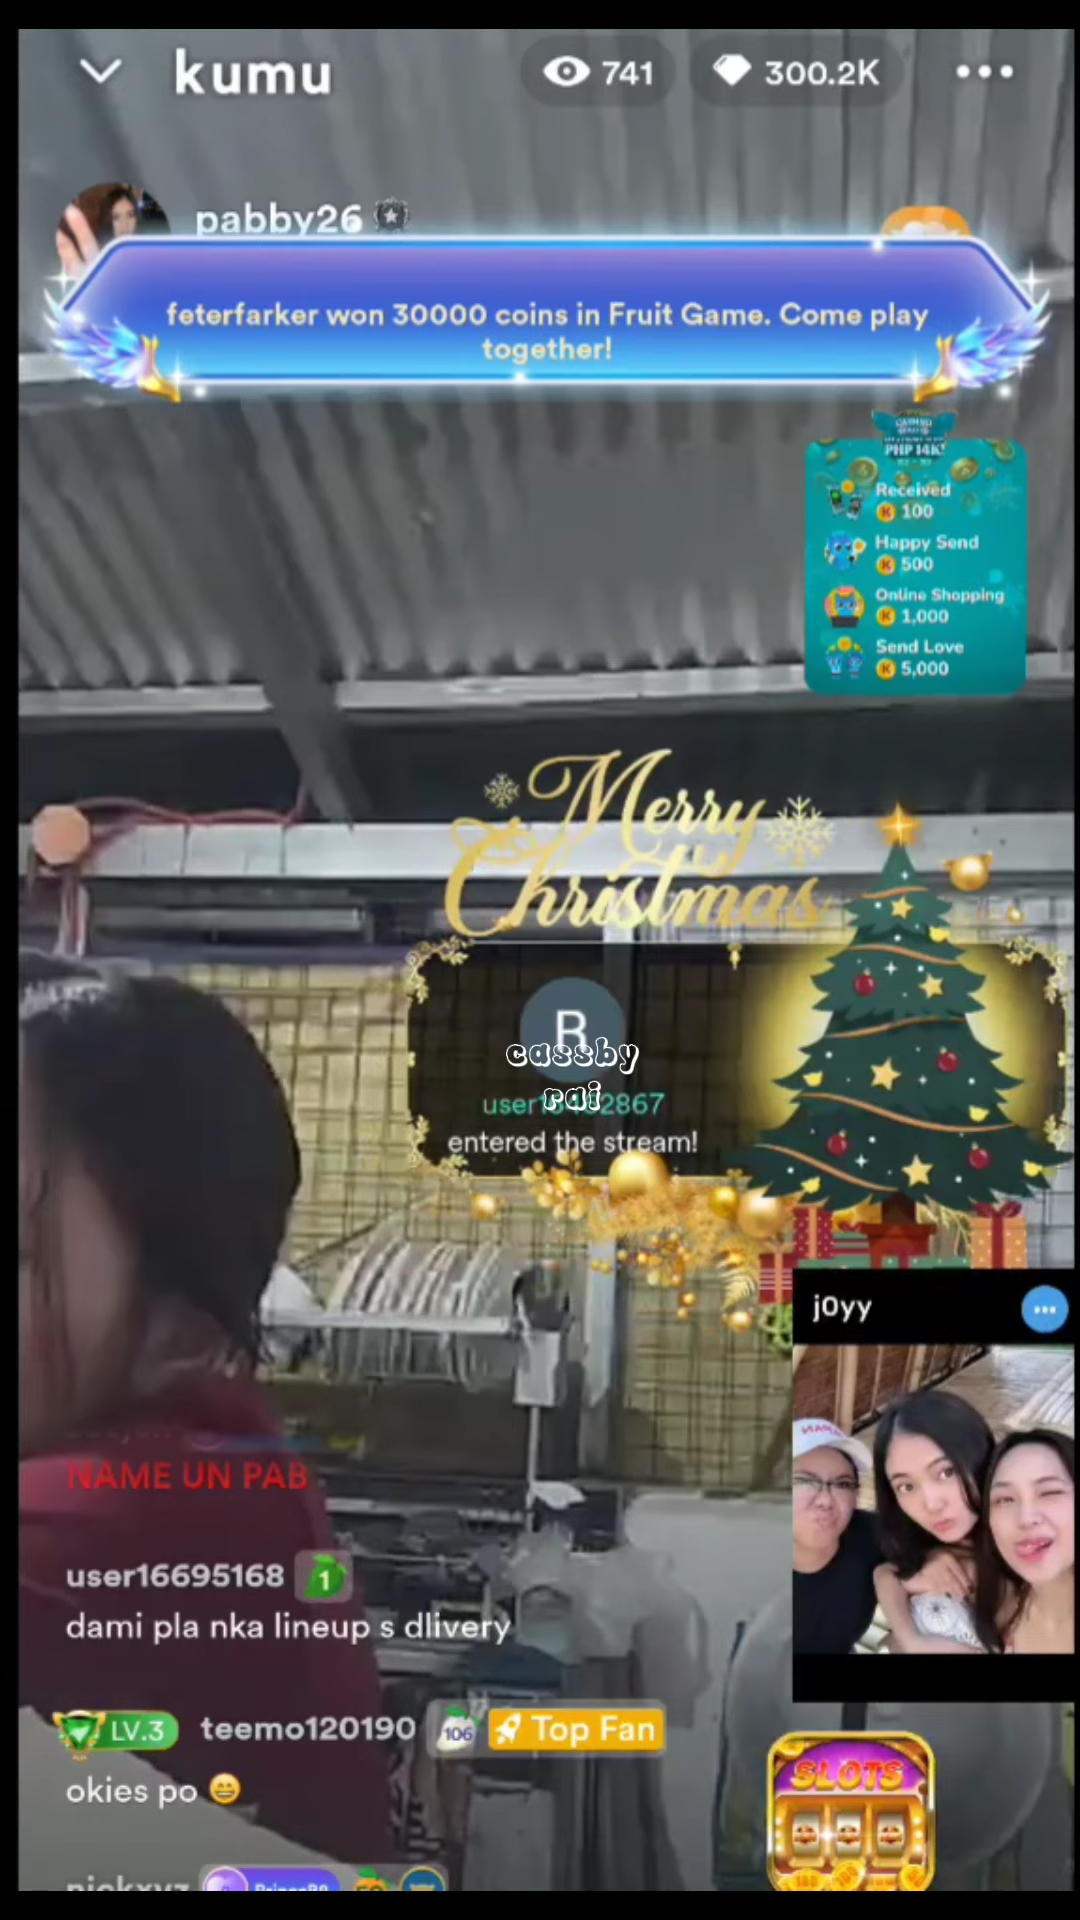 kumu
741
300.2K
pabby26
feterfarker won 30000 coins in Fruit Game. Come play
together!
PHP 14K!
Received
K 100
Happy Send
K 500
Online Shopping
K 1,000
Send Love
K 5,000
Merry
Christmas
R
cassby
rai
entered the stream!
j0yy
NAME UN PAB
user16695168 1
dami pla nka lineup s dlivery
LV.3 teemo120190 106 Top Fan
okies po 😄
SLOTS